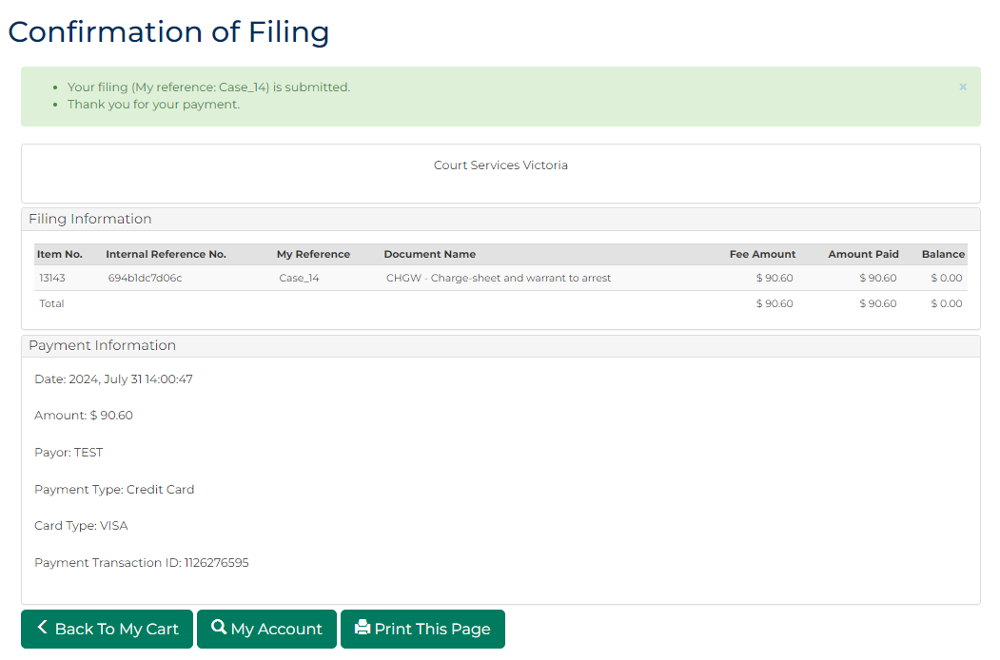 Confirmation of Filing
Your filing (My reference: Case_14) is submitted.
×
Thank you for your payment.
Court Services Victoria
Filing Information
Item No. Internal Reference No. My Reference Document Name Fee Amount Amount Paid Balance
13143 694b1dc7d06c Case_14 CHGW - Charge-sheet and warrant to arrest $ 90.60 $ 90.60 $ 0.00
Total $ 90.60 $ 90.60 $ 0.00
Payment Information
Date: 2024, July 31 14:00:47
Amount: $ 90.60
Payor: TEST
Payment Type: Credit Card
Card Type: VISA
Payment Transaction ID: 1126276595
Back To My Cart My Account Print This Page